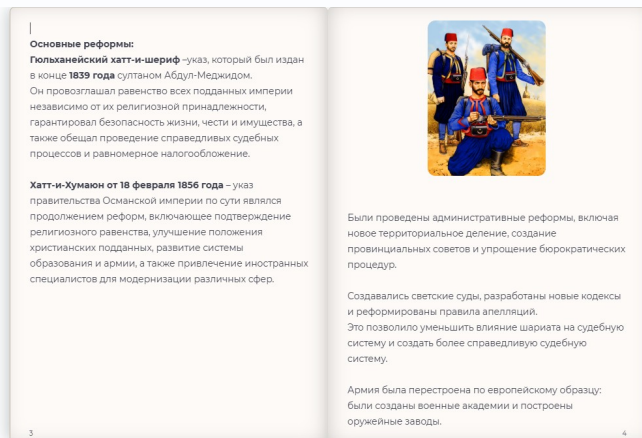 Основные реформы:
Гюльханейский хатт-и-шериф –указ, который был издан
в конце 1839 года султаном Абдул-Меджидом.
Он провозглашал равенство всех подданных империи
независимо от их религиозной принадлежности,
гарантировал безопасность жизни, чести и имущества, а
также обещал проведение справедливых судебных
процессов и равномерное налогообложение.
Хатт-и-Хумаюн от 18 февраля 1856 года – указ
правительства Османской империи по сути являлся
продолжением реформ, включающее подтверждение
религиозного равенства, улучшение положения
христианских подданных, развитие системы
образования и армии, а также привлечение иностранных
специалистов для модернизации различных сфер.
3
Были проведены административные реформы, включая
новое территориальное деление, создание
провинциальных советов и упрощение бюрократических
процедур.
Создавались светские суды, разработаны новые кодексы
и реформированы правила апелляций.
Это позволило уменьшить влияние шариата на судебную
систему и создать более справедливую судебную
систему.
Армия была перестроена по европейскому образцу:
были созданы военные академии и построены
оружейные заводы.
4